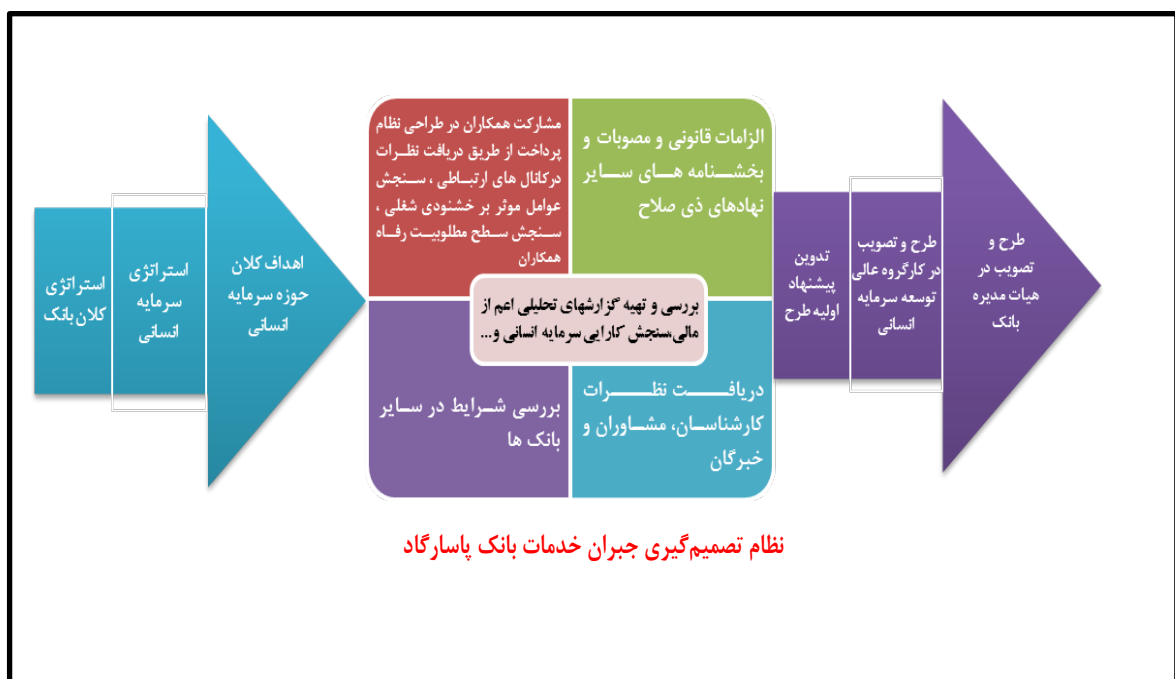 استراتژی
کلان بانک
استراتژی
سرمایه
انسانی
اهداف کلان
حوزه سرمایه
انسانی
مشارکت همکاران در طراحی نظام
پرداخت از طریق دریافت نظرات
درکانال های ارتباطی ، سنجش
عوامل موثر بر خشنودی شغلی ،
سنجش سطح مطلوبیت رفاه
همکاران
الزامات قانونی و مصوبات و
بخشنامه های سایر
نهادهای ذی صلاح
بررسی و تهیه گزارشهای تحلیلی اعم از
مالی،سنجش کارایی سرمایه انسانی و...
بررسی شرایط در سایر
بانک ها
دریافت نظرات
کارشناسان، مشاوران و
خبرگان
تدوین
پیشنهاد
اولیه طرح
طرح و تصویب
در کارگروه عالی
توسعه سرمایه
انسانی
طرح و
تصویب در
هیات مدیره
بانک
نظام تصمیم‌گیری جبران خدمات بانک پاسارگاد